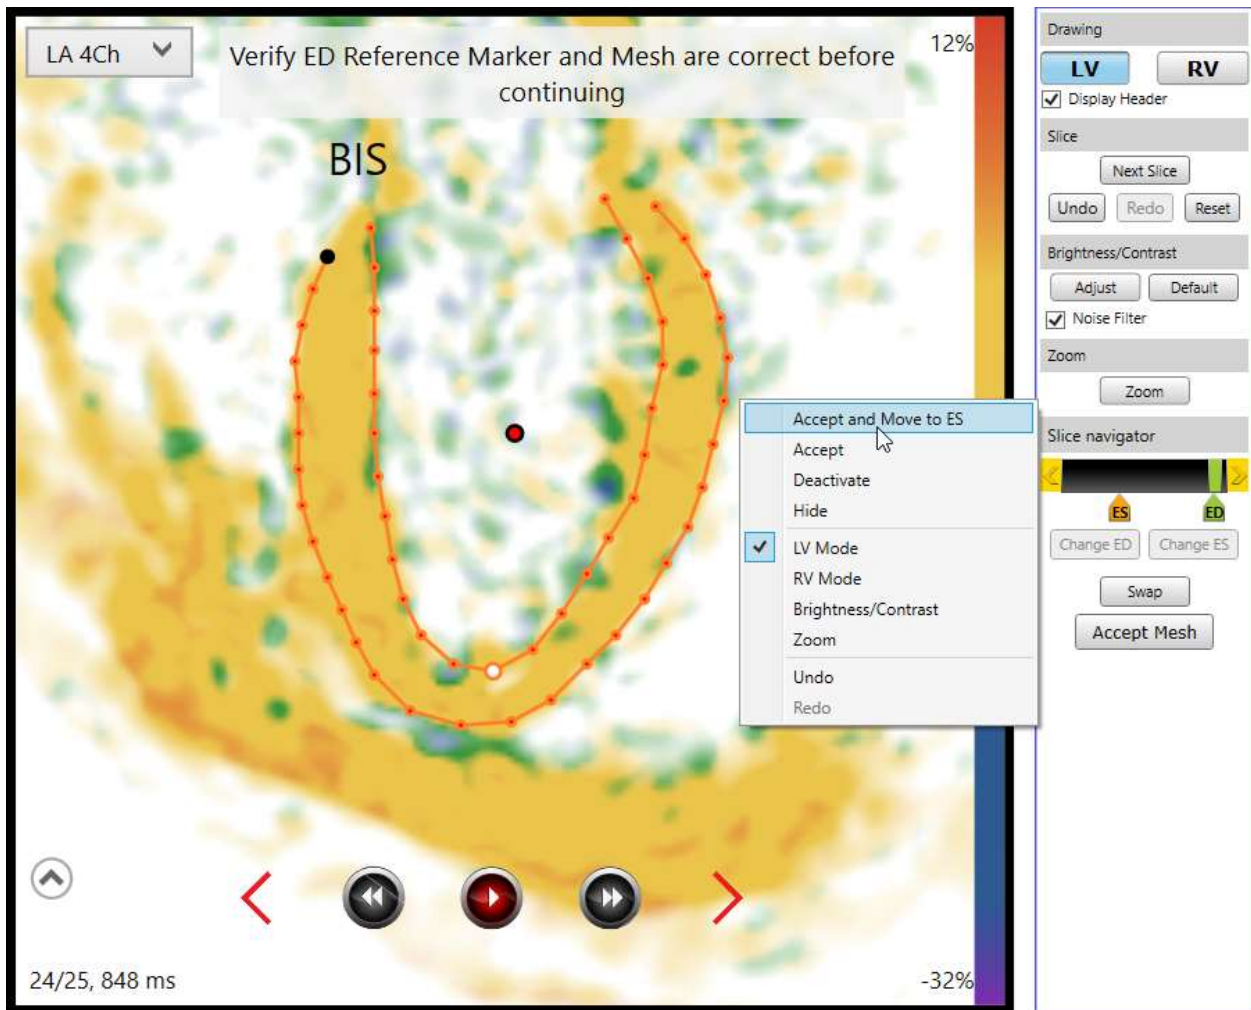 LA 4Ch
Verify ED Reference Marker and Mesh are correct before
continuing
12%
BIS
24/25, 848 ms
-32%
Accept and Move to ES
Accept
Deactivate
Hide
LV Mode
RV Mode
Brightness/Contrast
Zoom
Undo
Redo
Drawing
LV RV
Display Header
Slice
Next Slice
Undo Redo Reset
Brightness/Contrast
Adjust Default
Noise Filter
Zoom
Zoom
Slice navigator
ES ED
Change ED Change ES
Swap
Accept Mesh